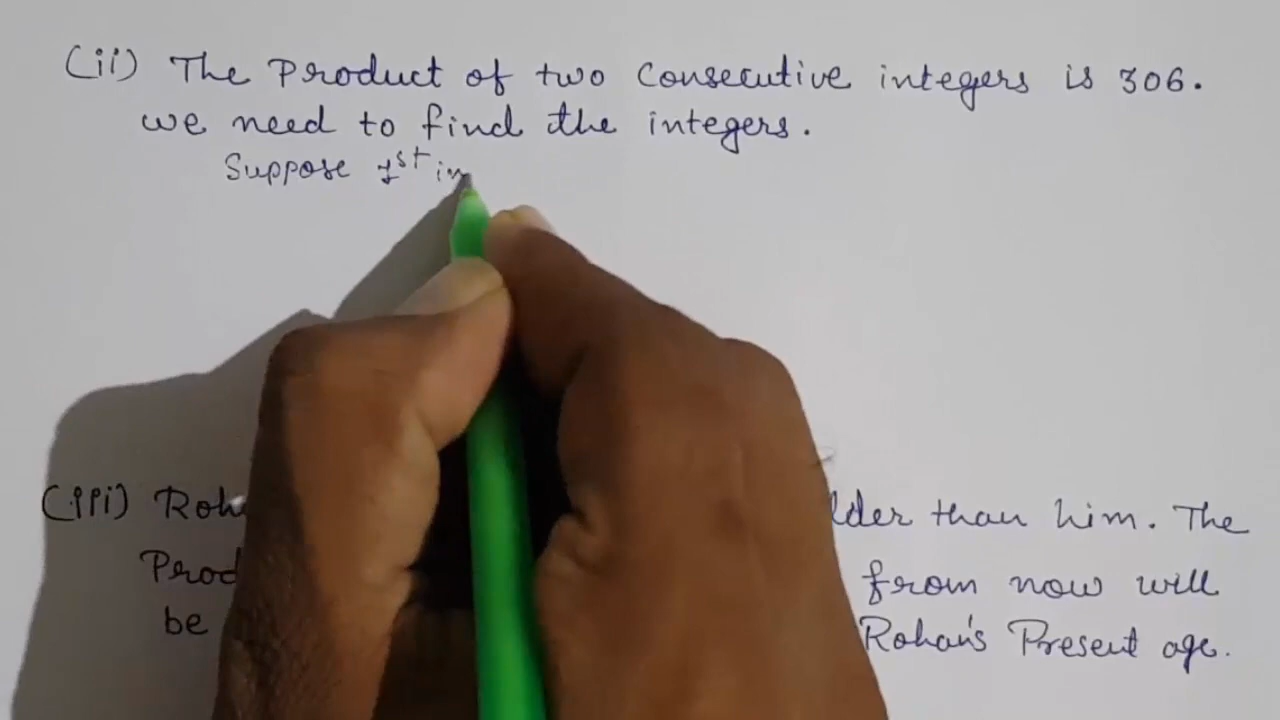 (ii) The Product of two Consecutive integers is 306.
we need to find the integers.
Suppose 1st in
(iii) Roh lder than him. The
Prod from now will
be Rohan's Present age.